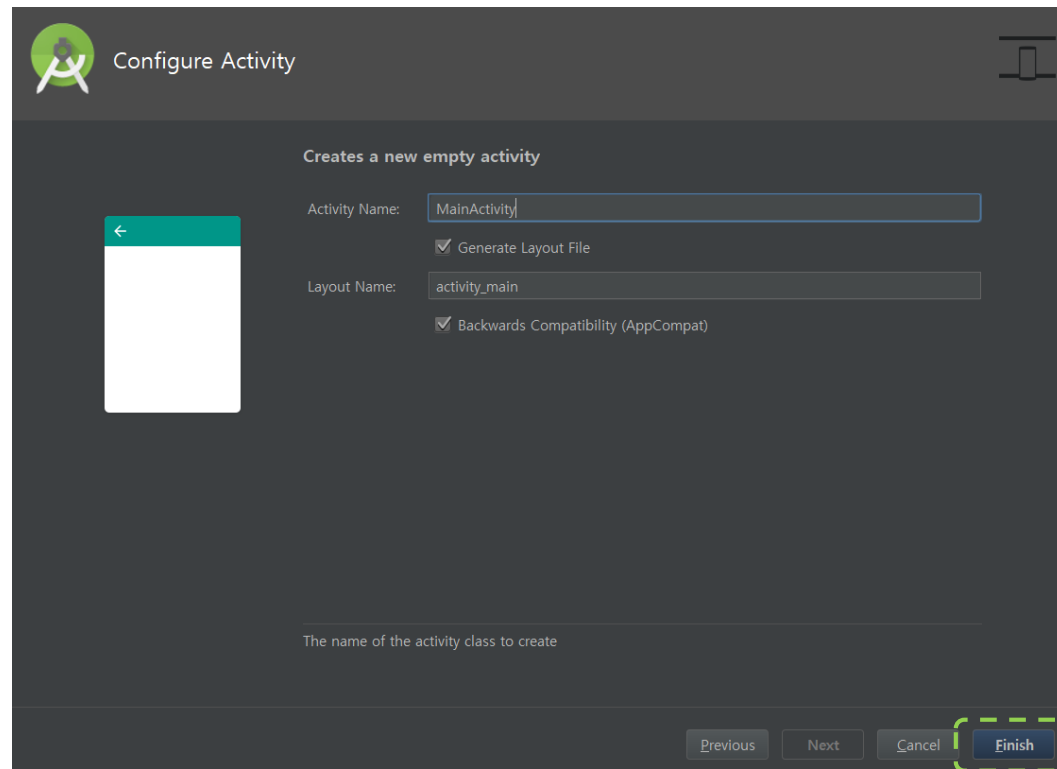 Configure Activity
Creates a new empty activity
Activity Name: MainActivity
Generate Layout File
Layout Name: activity_main
Backwards Compatibility (AppCompat)
The name of the activity class to create
Previous Next Cancel Finish